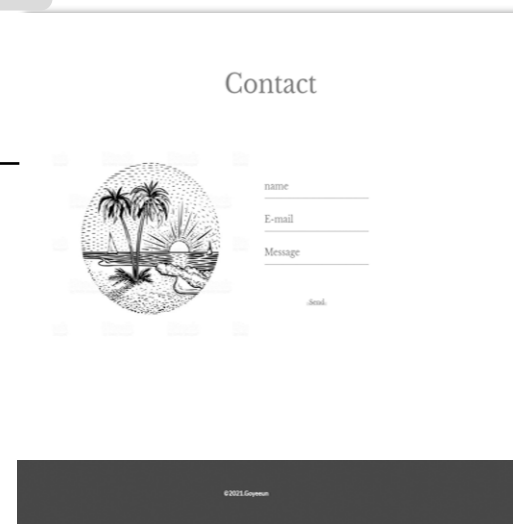 Contact
name
E-mail
Message
.Send.
©2021.Goyeeun